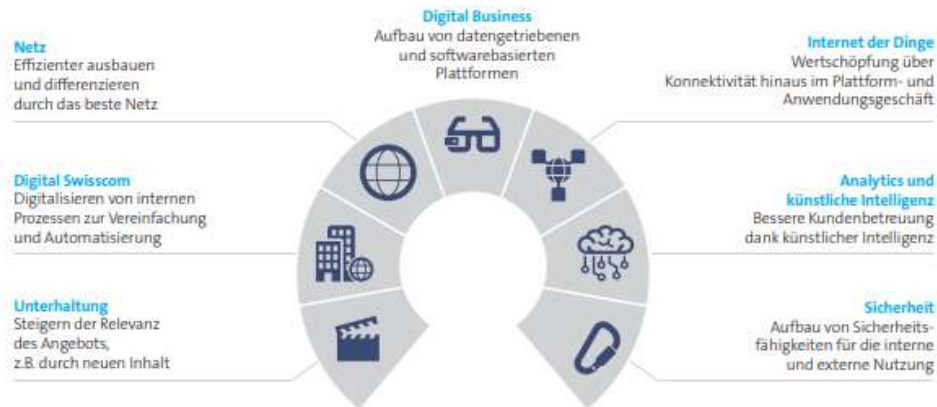 Digital Business
Aufbau von datengetriebenen
und softwarebasierten
Plattformen
Netz
Effizienter ausbauen
und differenzieren
durch das beste Netz
Internet der Dinge
Wertschöpfung über
Konnektivität hinaus im Plattform- und
Anwendungsgeschäft
Digital Swisscom
Digitalisieren von internen
Prozessen zur Vereinfachung
und Automatisierung
Analytics und
künstliche Intelligenz
Bessere Kundenbetreuung
dank künstlicher Intelligenz
Unterhaltung
Steigern der Relevanz
des Angebots,
z.B. durch neuen Inhalt
Sicherheit
Aufbau von Sicherheits-
fähigkeiten für die interne
und externe Nutzung